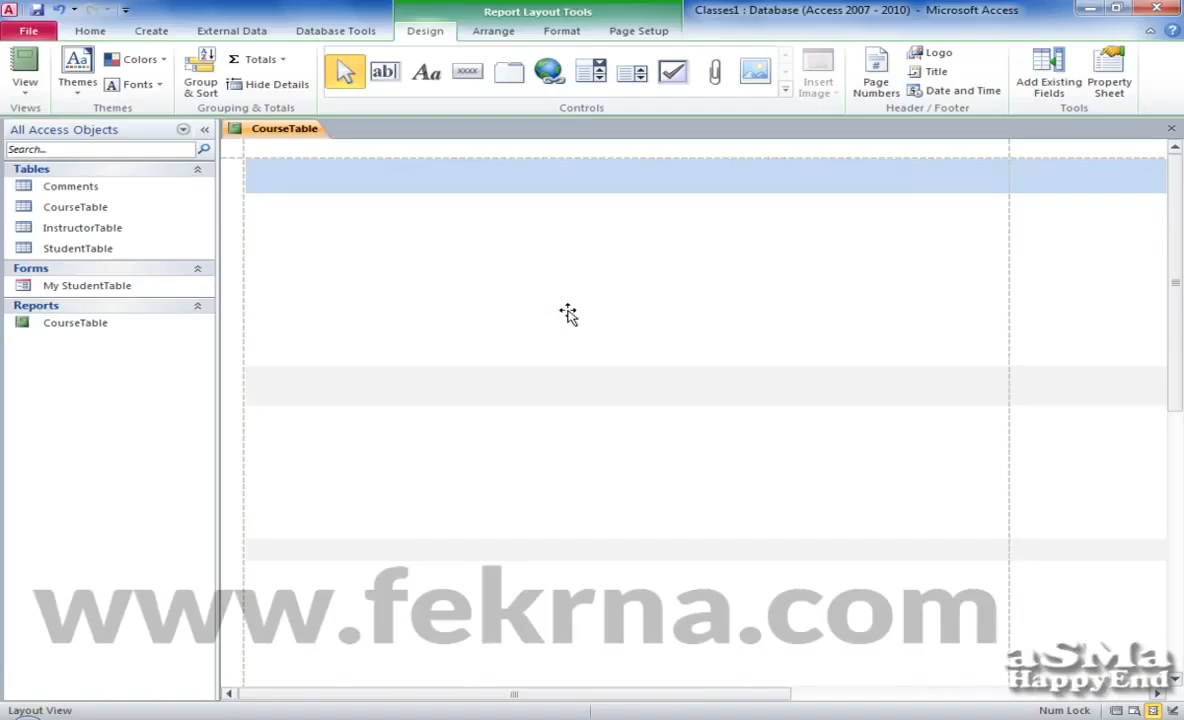 Report Layout Tools
Classes1 : Database (Access 2007 - 2010) - Microsoft Access
File Home Create External Data Database Tools Design Arrange Format Page Setup
View
Views
Themes
Colors
Fonts
Themes
Group & Sort
Totals
Hide Details
Grouping & Totals
ab|
Aa
xxxx
Controls
Insert Image
Page Numbers
Logo
Title
Date and Time
Header / Footer
Add Existing Fields
Property Sheet
Tools
All Access Objects
Search...
Tables
Comments
CourseTable
InstructorTable
StudentTable
Forms
My StudentTable
Reports
CourseTable
CourseTable
www.fekrna.com
aSMa
HappyEnd
Layout View
Num Lock